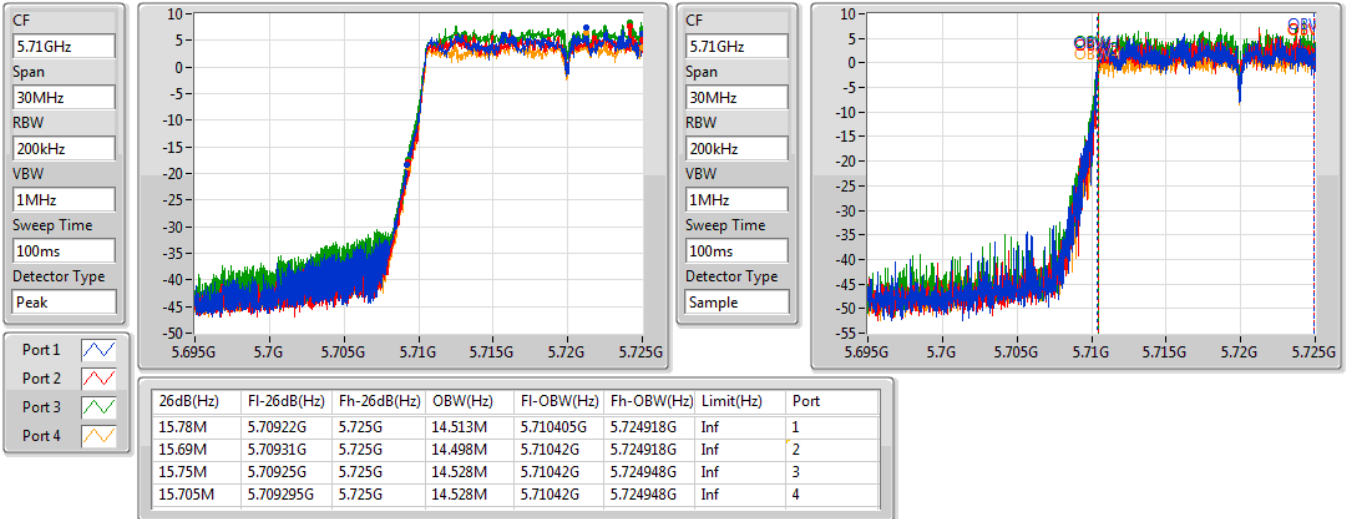 CF
5.71GHz
Span
30MHz
RBW
200kHz
VBW
1MHz
Sweep Time
100ms
Detector Type
Peak
10
5
0
-5
-10
-15
-20
-25
-30
-35
-40
-45
-50
5.695G 5.7G 5.705G 5.71G 5.715G 5.72G 5.725G
CF
5.71GHz
Span
30MHz
RBW
200kHz
VBW
1MHz
Sweep Time
100ms
Detector Type
Sample
10
5
0
-5
-10
-15
-20
-25
-30
-35
-40
-45
-50
-55
5.695G 5.7G 5.705G 5.71G 5.715G 5.72G 5.725G
OBW
Port 1
Port 2
Port 3
Port 4
26dB(Hz) Fl-26dB(Hz) Fh-26dB(Hz) OBW(Hz) Fl-OBW(Hz) Fh-OBW(Hz) Limit(Hz) Port
15.78M 5.70922G 5.725G 14.513M 5.710405G 5.724918G Inf 1
15.69M 5.70931G 5.725G 14.498M 5.71042G 5.724918G Inf 2
15.75M 5.70925G 5.725G 14.528M 5.71042G 5.724948G Inf 3
15.705M 5.709295G 5.725G 14.528M 5.71042G 5.724948G Inf 4